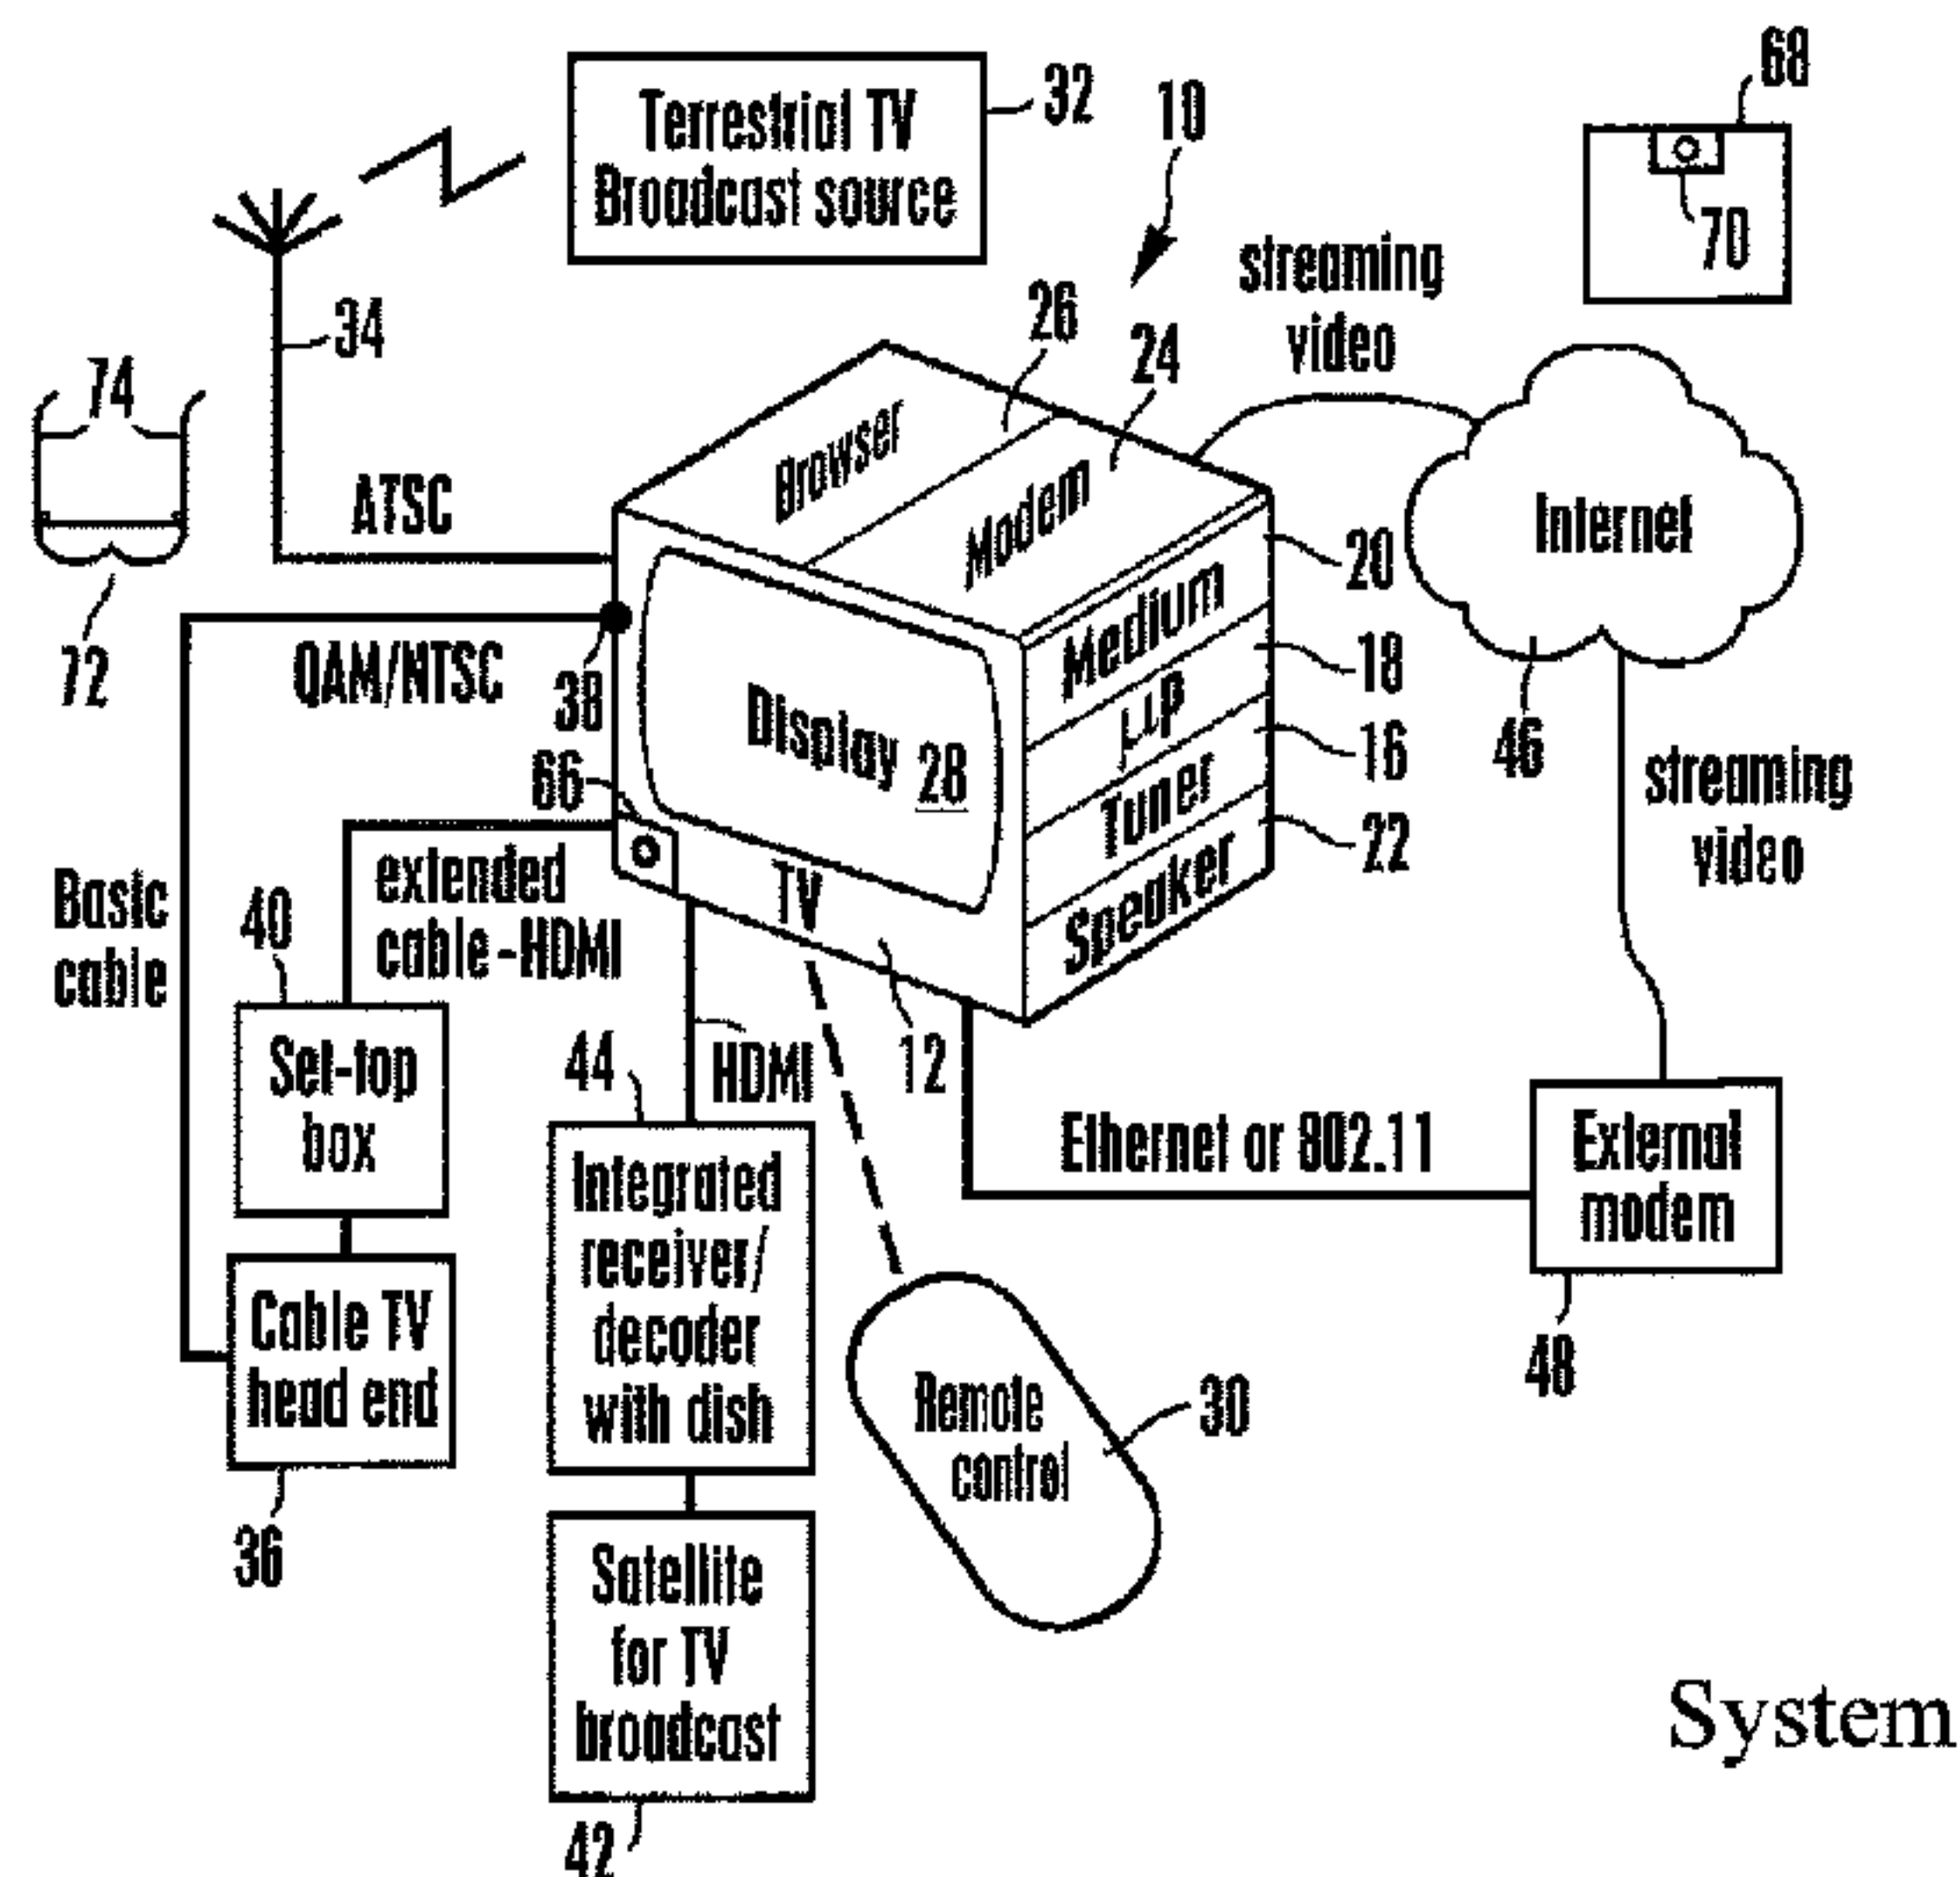 Terrestrial TV
Broadcast source
32
10
68
70
34
26
24
streaming
video
74
ATSC
Browser
Modem
Internet
20
Medium
18
72
QAM/NTSC
38
Display 28
µP
16
46
Tuner
22
streaming
video
66
TV
Speaker
Basic
cable
40
extended
cable-HDMI
12
44
HDMI
Set-top
box
Ethernet or 802.11
External
modem
48
Integrated
receiver/
decoder
with dish
Cable TV
head end
36
Remote
control
30
Satellite
for TV
broadcast
42
System